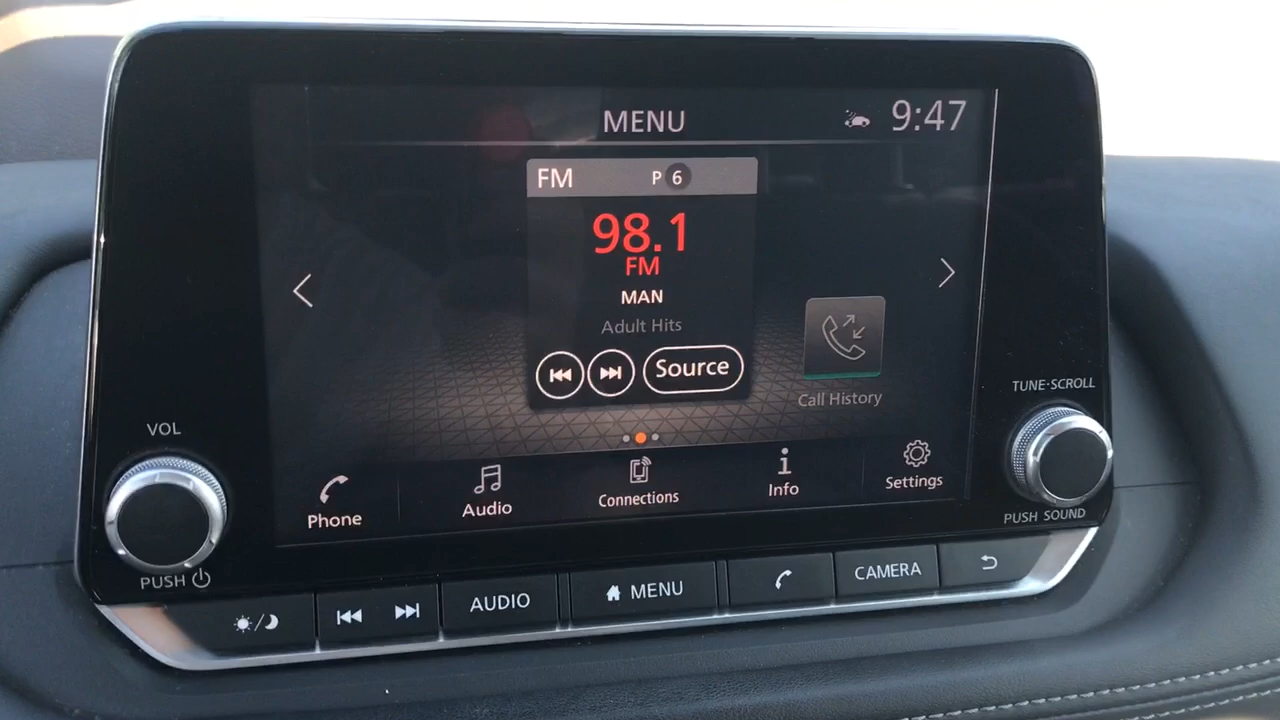 MENU
9:47
FM P 6
98.1
FM
MAN
Adult Hits
Source
Call History
Phone
Audio
Connections
Info
Settings
VOL
PUSH
TUNE·SCROLL
PUSH SOUND
AUDIO
MENU
CAMERA